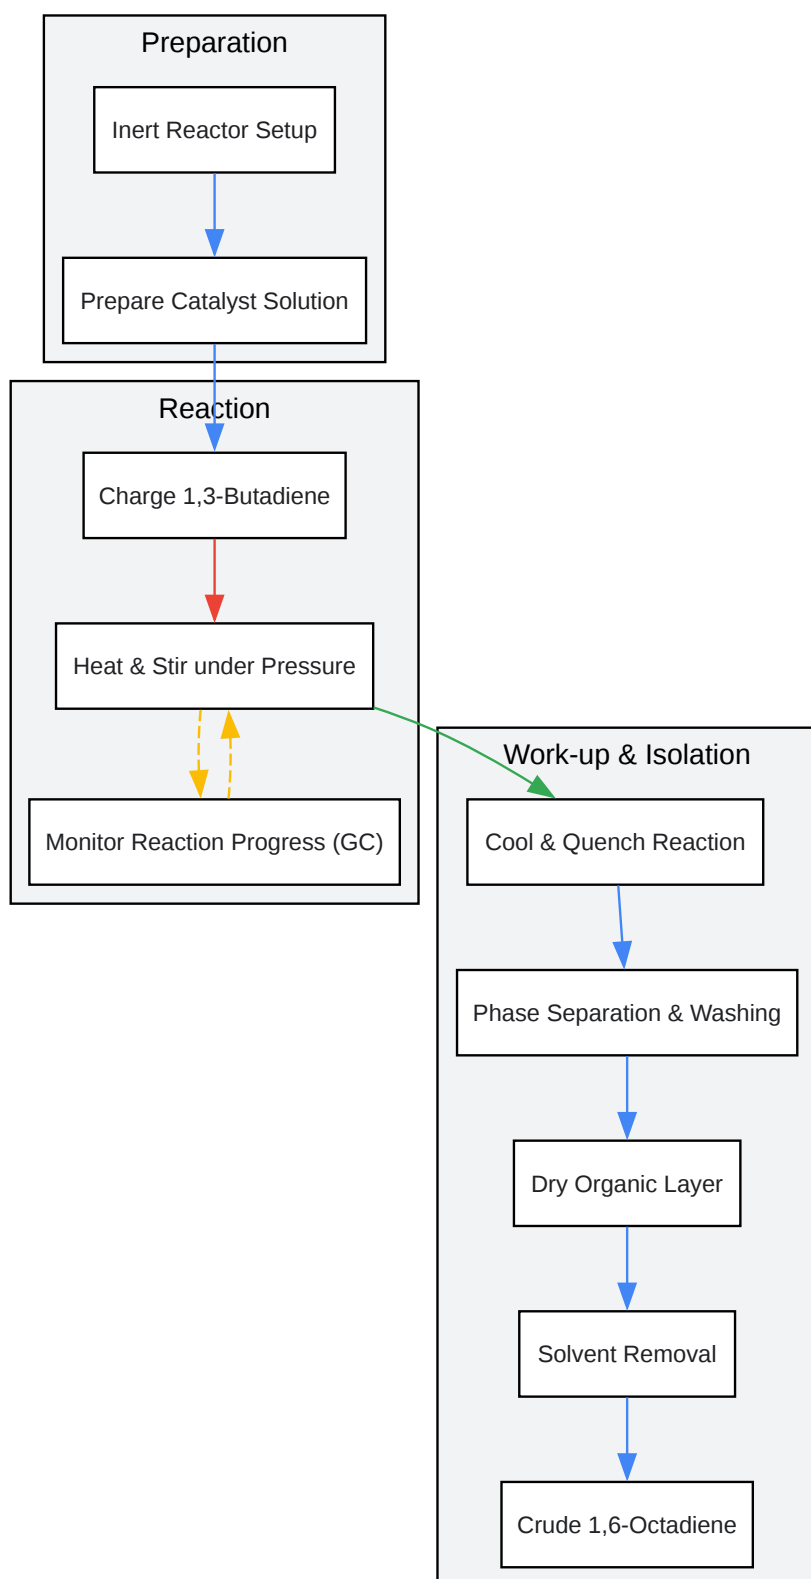 Preparation
Inert Reactor Setup
Prepare Catalyst Solution
Reaction
Charge 1,3-Butadiene
Heat & Stir under Pressure
Monitor Reaction Progress (GC)
Work-up & Isolation
Cool & Quench Reaction
Phase Separation & Washing
Dry Organic Layer
Solvent Removal
Crude 1,6-Octadiene